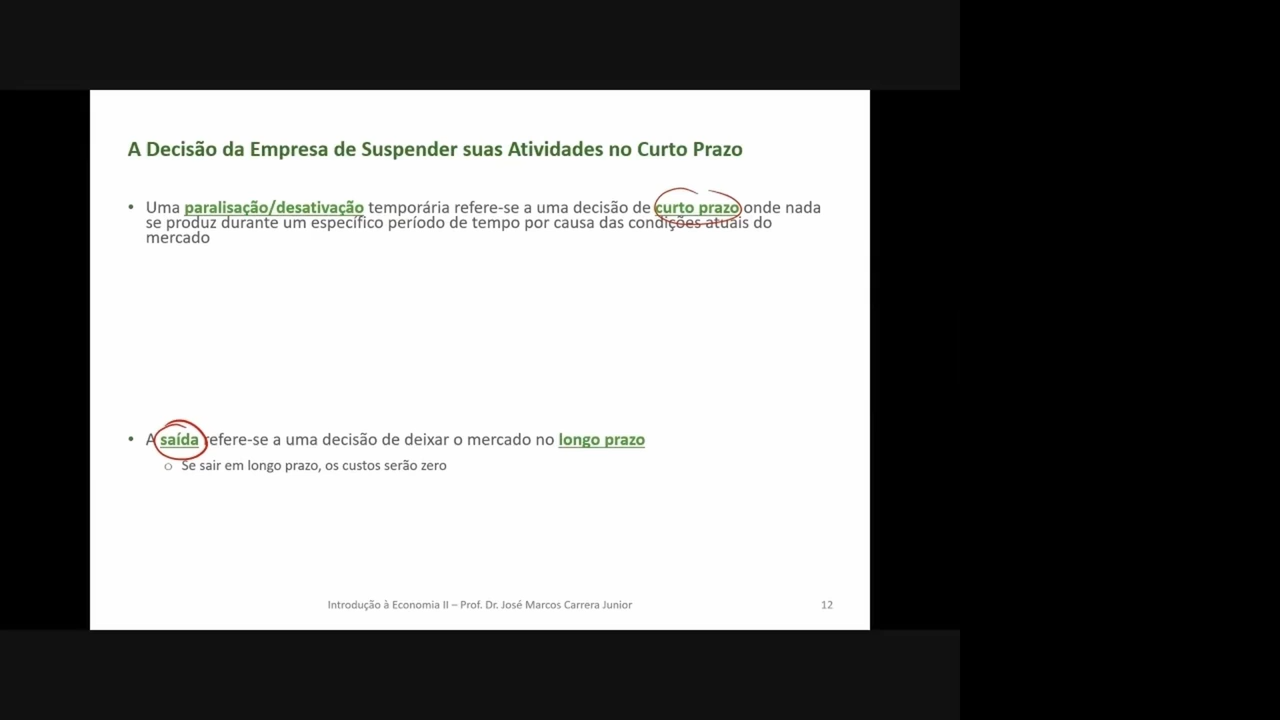 A Decisão da Empresa de Suspender suas Atividades no Curto Prazo
• Uma paralisação/desativação temporária refere-se a uma decisão de curto prazo onde nada
se produz durante um específico período de tempo por causa das condições atuais do
mercado
• A saída refere-se a uma decisão de deixar o mercado no longo prazo
o Se sair em longo prazo, os custos serão zero
Introdução à Economia II – Prof. Dr. José Marcos Carrera Junior 12